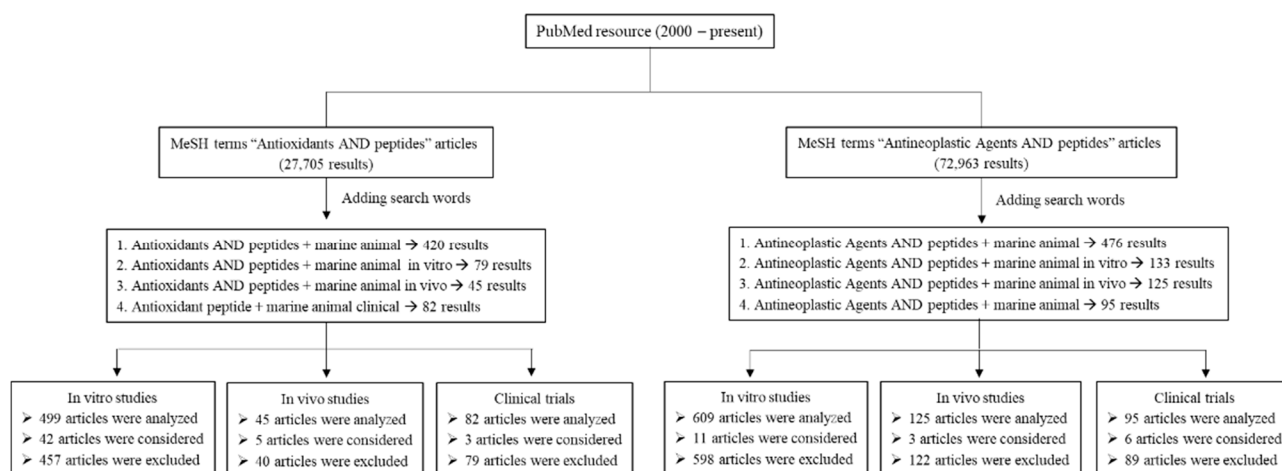 PubMed resource (2000 – present)
MeSH terms “Antioxidants AND peptides” articles
(27,705 results)
MeSH terms “Antineoplastic Agents AND peptides” articles
(72,963 results)
Adding search words
Adding search words
1. Antioxidants AND peptides + marine animal → 420 results
2. Antioxidants AND peptides + marine animal in vitro → 79 results
3. Antioxidants AND peptides + marine animal in vivo → 45 results
4. Antioxidant peptide + marine animal clinical → 82 results
1. Antineoplastic Agents AND peptides + marine animal → 476 results
2. Antineoplastic Agents AND peptides + marine animal in vitro → 133 results
3. Antineoplastic Agents AND peptides + marine animal in vivo → 125 results
4. Antineoplastic Agents AND peptides + marine animal → 95 results
In vitro studies
➢ 499 articles were analyzed
➢ 42 articles were considered
➢ 457 articles were excluded
In vivo studies
➢ 45 articles were analyzed
➢ 5 articles were considered
➢ 40 articles were excluded
Clinical trials
➢ 82 articles were analyzed
➢ 3 articles were considered
➢ 79 articles were excluded
In vitro studies
➢ 609 articles were analyzed
➢ 11 articles were considered
➢ 598 articles were excluded
In vivo studies
➢ 125 articles were analyzed
➢ 3 articles were considered
➢ 122 articles were excluded
Clinical trials
➢ 95 articles were analyzed
➢ 6 articles were considered
➢ 89 articles were excluded